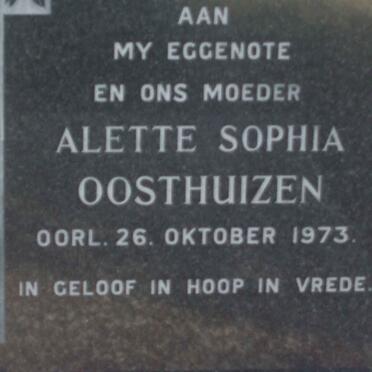 AAN
MY EGGENOTE
EN ONS MOEDER
ALETTE SOPHIA
OOSTHUIZEN
OORL. 26. OKTOBER 1973.
IN GELOOF IN HOOP IN VREDE.